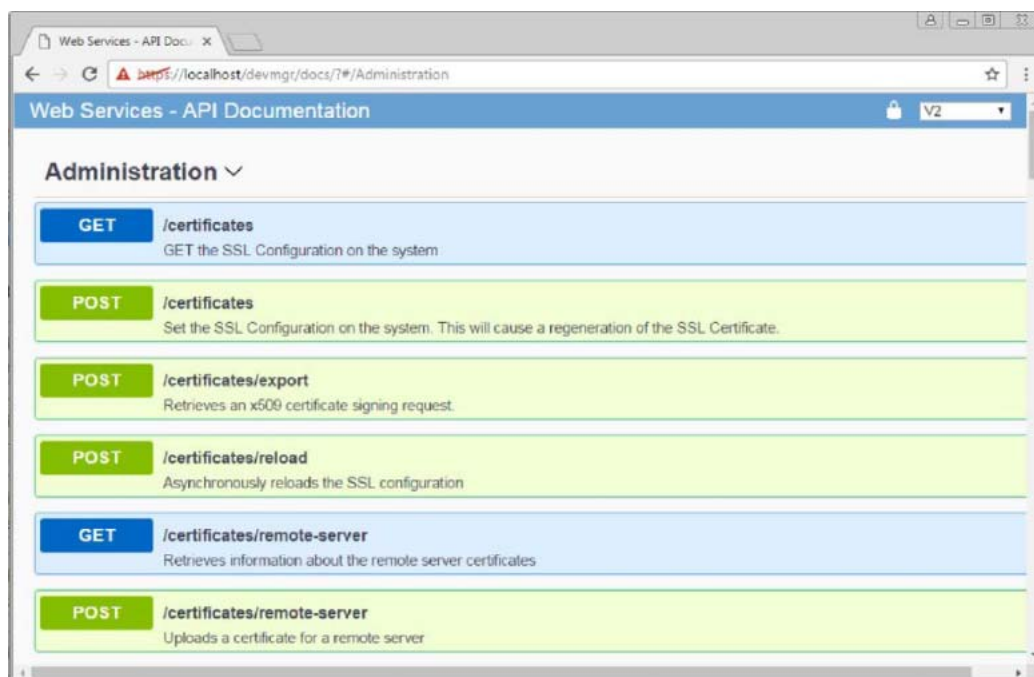 Web Services - API Docu
https://localhost/devmgr/docs/?#/Administration
Web Services - API Documentation
V2
Administration
GET /certificates
GET the SSL Configuration on the system
POST /certificates
Set the SSL Configuration on the system. This will cause a regeneration of the SSL Certificate.
POST /certificates/export
Retrieves an x509 certificate signing request.
POST /certificates/reload
Asynchronously reloads the SSL configuration
GET /certificates/remote-server
Retrieves information about the remote server certificates
POST /certificates/remote-server
Uploads a certificate for a remote server